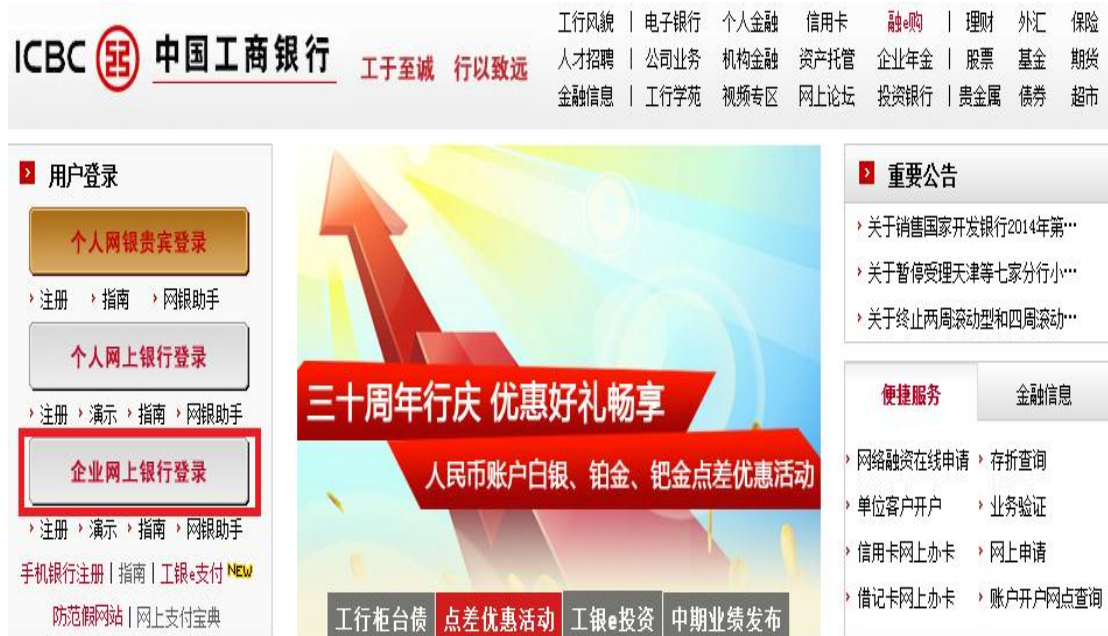 ICBC 中国工商银行 工于至诚 行以致远
工行风貌 | 电子银行 个人金融 信用卡 融e购 | 理财 外汇 保险
人才招聘 | 公司业务 机构金融 资产托管 企业年金 | 股票 基金 期货
金融信息 | 工行学苑 视频专区 网上论坛 投资银行 | 贵金属 债券 超市
用户登录
个人网银贵宾登录
注册 指南 网银助手
个人网上银行登录
注册 演示 指南 网银助手
企业网上银行登录
注册 演示 指南 网银助手
手机银行注册 | 指南 | 工银e支付 NEW
防范假网站 | 网上支付宝典
三十周年行庆 优惠好礼畅享
人民币账户白银、铂金、钯金点差优惠活动
工行柜台债 点差优惠活动 工银e投资 中期业绩发布
重要公告
关于销售国家开发银行2014年第…
关于暂停受理天津等七家分行小…
关于终止两周滚动型和四周滚动…
便捷服务 金融信息
网络融资在线申请 存折查询
单位客户开户 业务验证
信用卡网上办卡 网上申请
借记卡网上办卡 账户开户网点查询